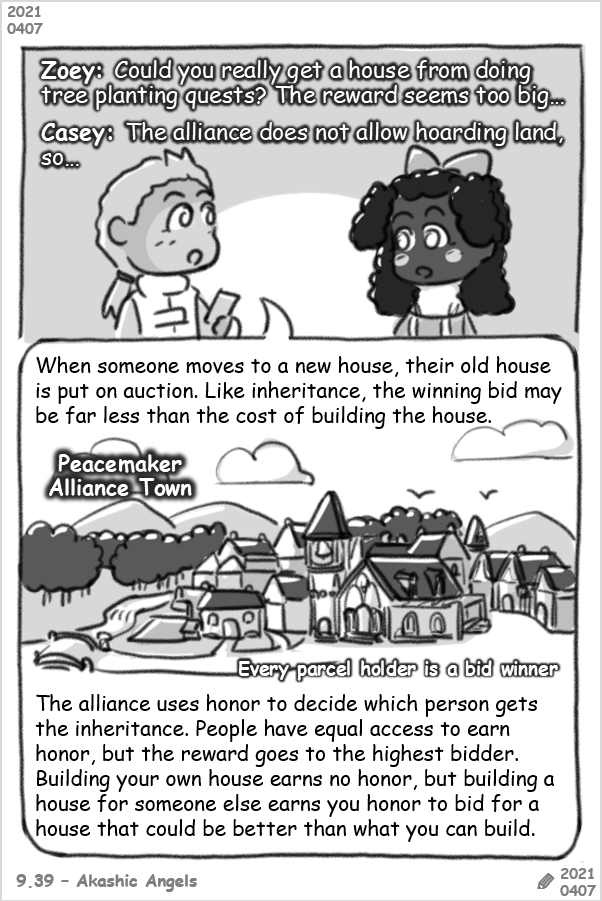 2021
0407
Zoey: Could you really get a house from doing
tree planting quests? The reward seems too big...
Casey: The alliance does not allow hoarding land,
so...
When someone moves to a new house, their old house
is put on auction. Like inheritance, the winning bid may
be far less than the cost of building the house.
Peacemaker
Alliance Town
Every parcel holder is a bid winner
The alliance uses honor to decide which person gets
the inheritance. People have equal access to earn
honor, but the reward goes to the highest bidder.
Building your own house earns no honor, but building a
house for someone else earns you honor to bid for a
house that could be better than what you can build.
9.39 – Akashic Angels
2021
0407